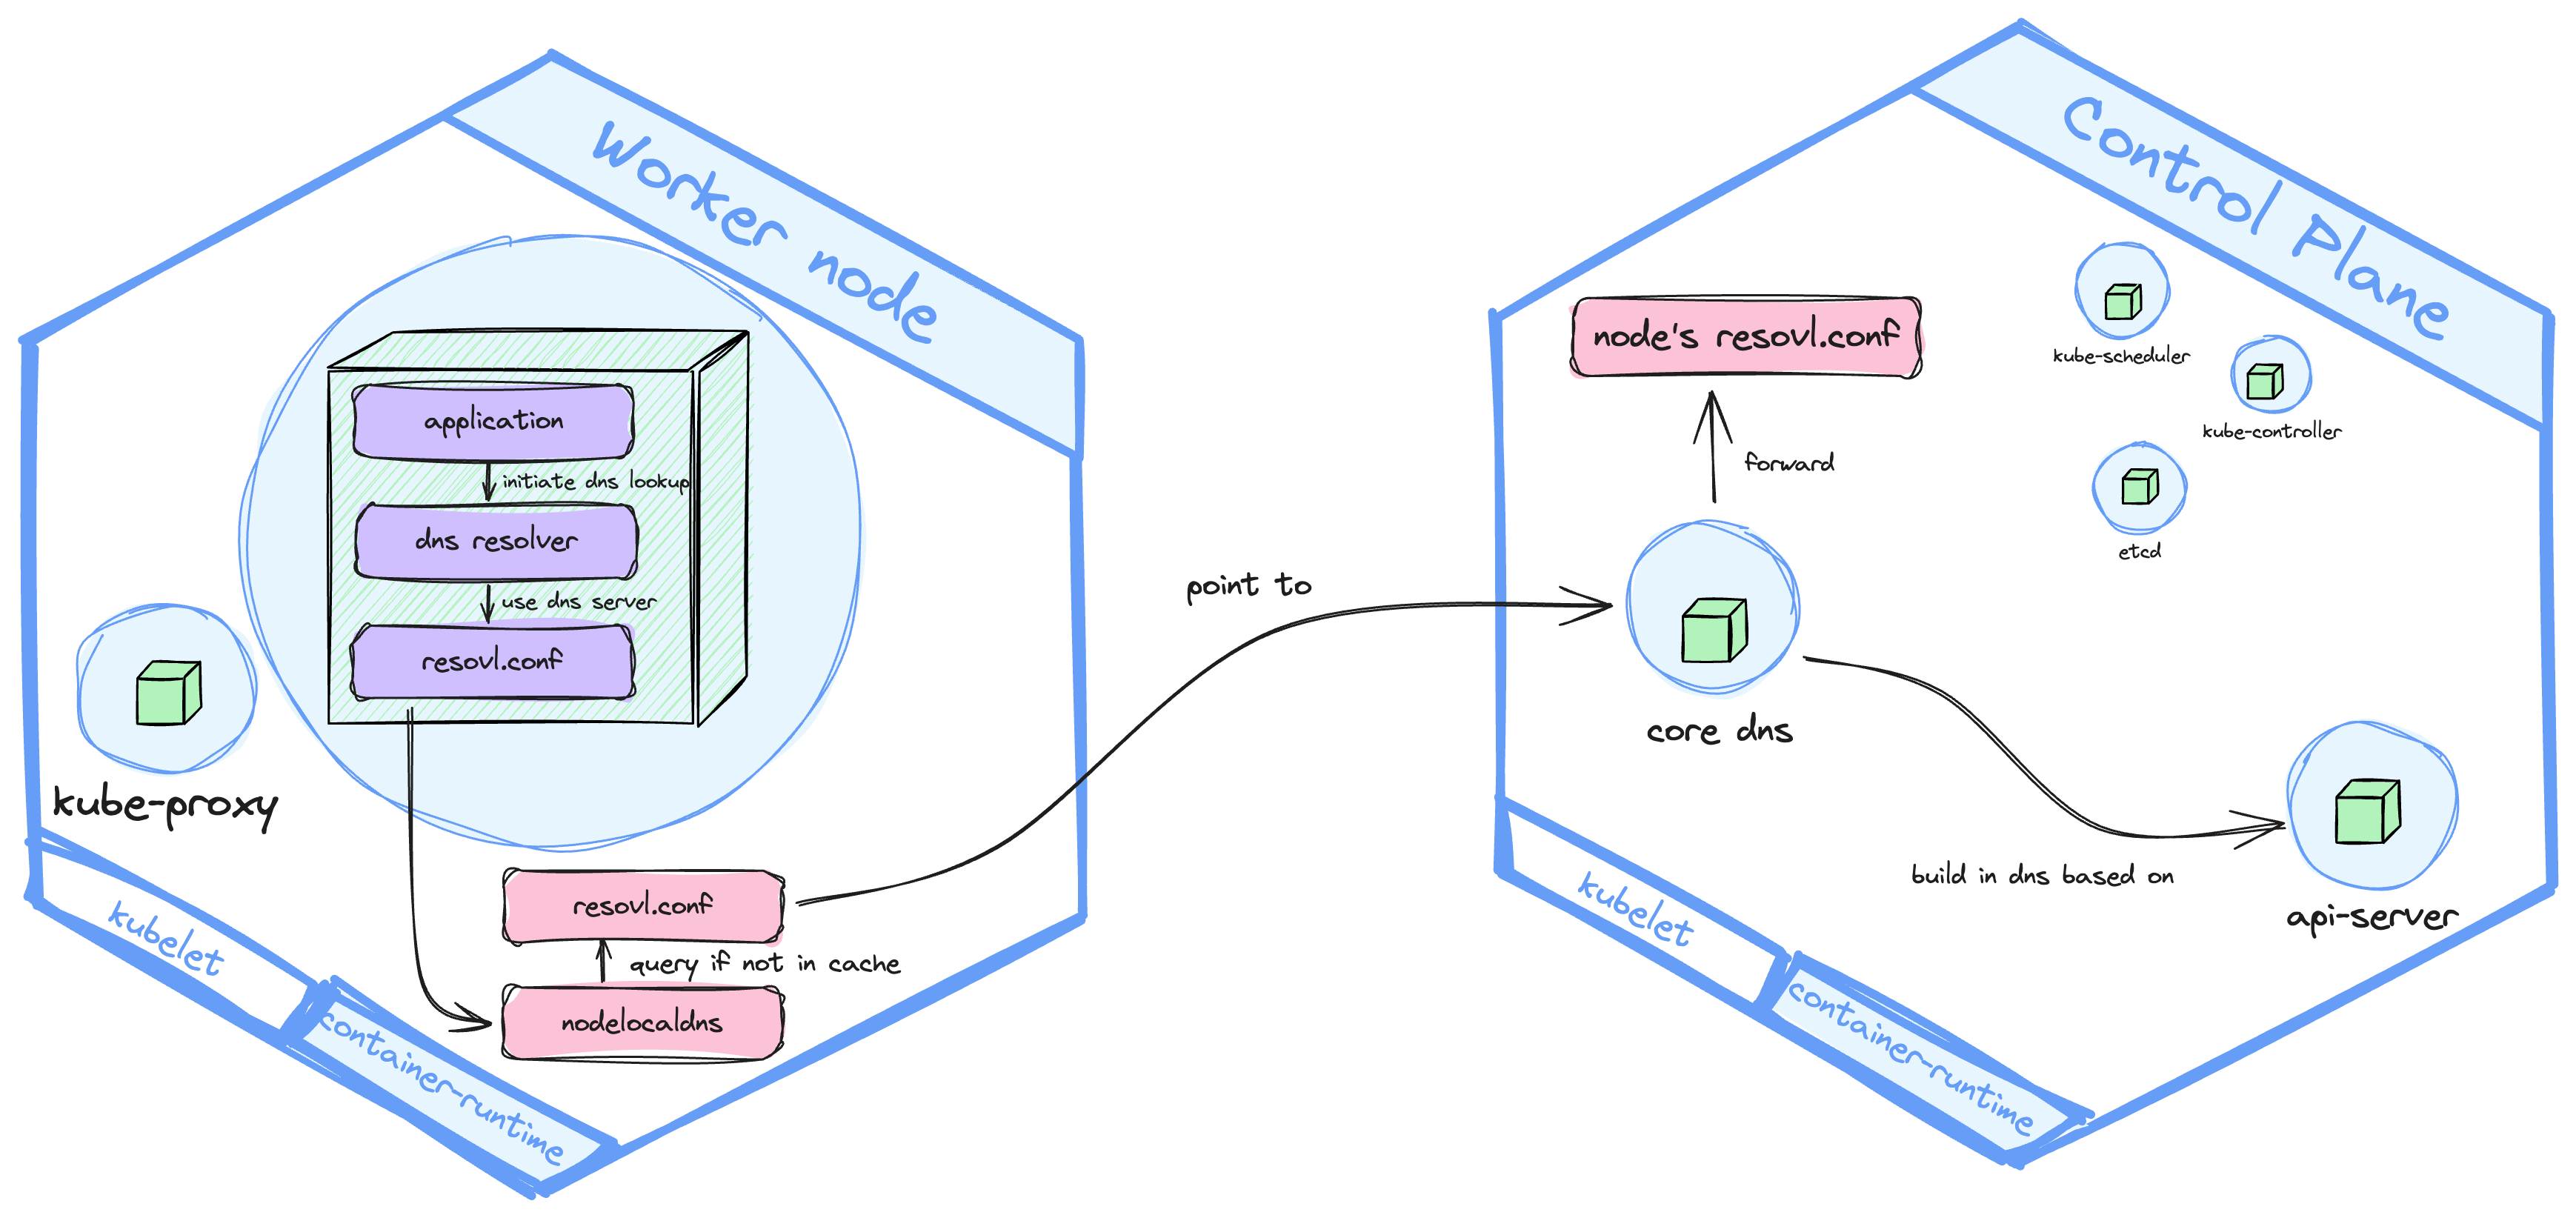 Worker node
application
initiate dns lookup
dns resolver
use dns server
resovl.conf
kube-proxy
resovl.conf
query if not in cache
nodelocaldns
kubelet
container-runtime
point to
Control Plane
node's resovl.conf
forward
kube-scheduler
kube-controller
etcd
core dns
build in dns based on
api-server
kubelet
container-runtime